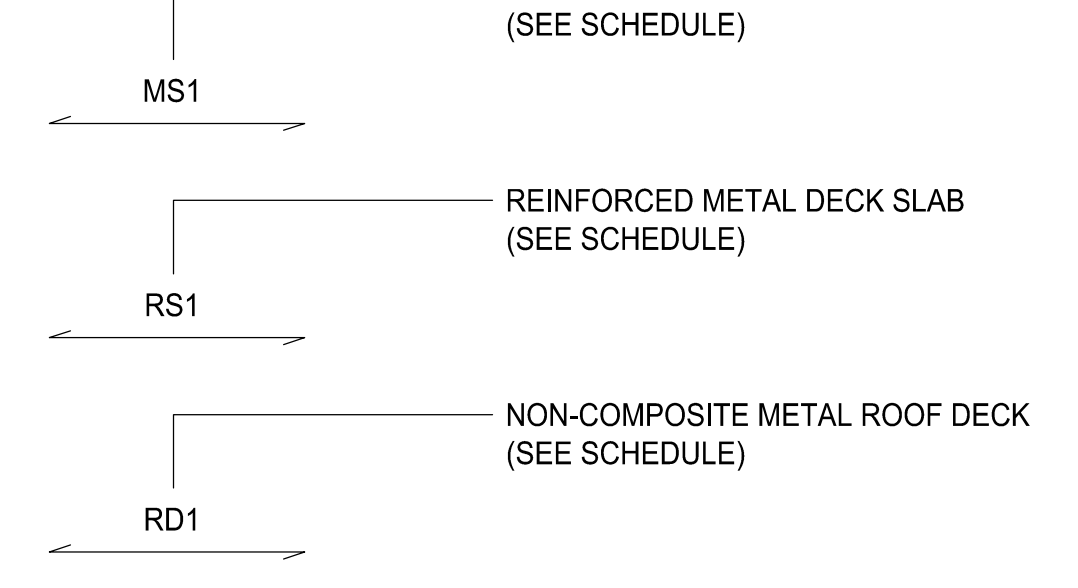 (SEE SCHEDULE)
MS1
REINFORCED METAL DECK SLAB
(SEE SCHEDULE)
RS1
NON-COMPOSITE METAL ROOF DECK
(SEE SCHEDULE)
RD1